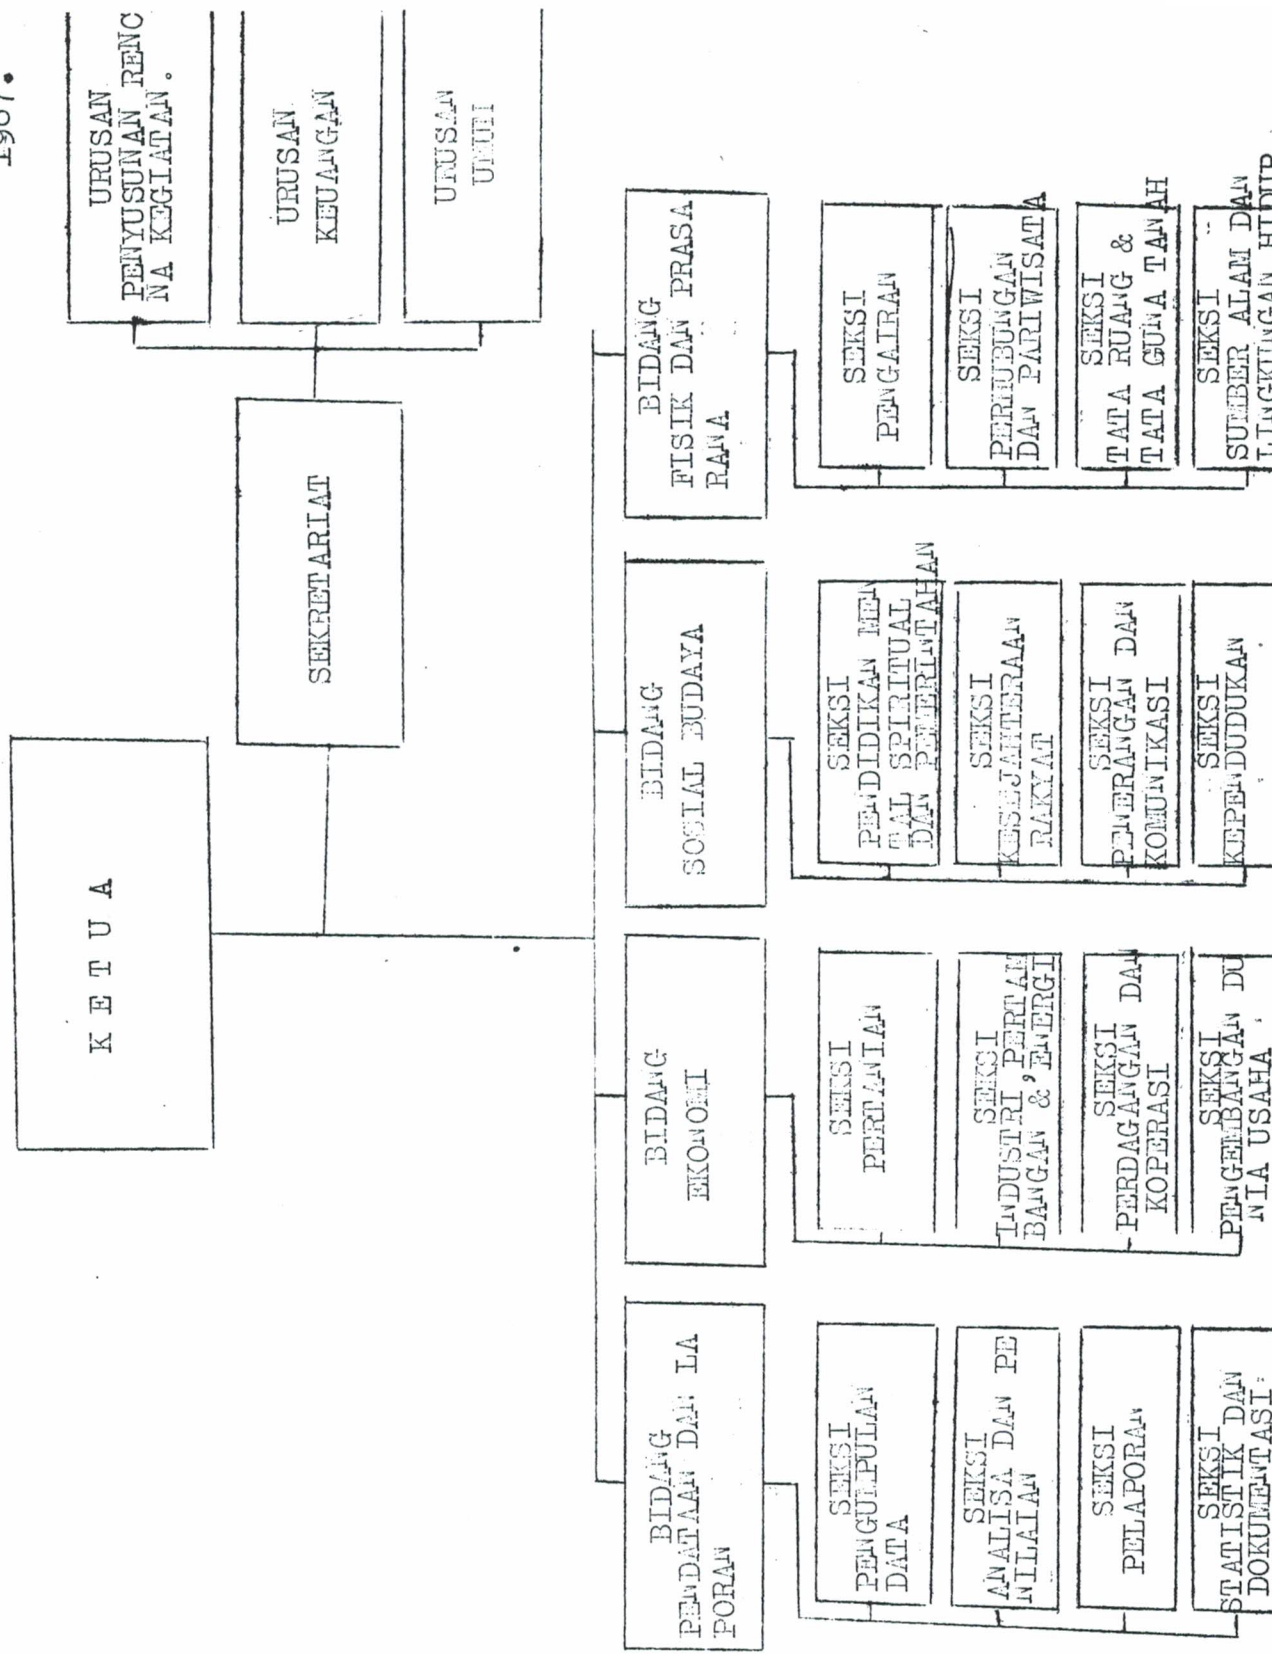 1987.
K E T U A
SEKRETARIAT
URUSAN
PENYUSUNAN RENC
NA KEGIATAN.
URUSAN
KEUANGAN
URUSAN
UMUM
BIDANG
PENDATAAN DAN LA
PORAN
BIDANG
EKONOMI
BIDANG
SOSIAL BUDAYA
BIDANG
FISIK DAN PRASA
RANA
SEKSI
PENGUMPULAN
DATA
SEKSI
ANALISA DAN PE
NILAIAN
SEKSI
PELAPORAN
SEKSI
STATISTIK DAN
DOKUMENTASI.
SEKSI
PERTANIAN
SEKSI
INDUSTRI,PERTAM
BANGAN & ENERGI
SEKSI
PERDAGANGAN DAN
KOPERASI
SEKSI
PENGEMBANGAN DU
NIA USAHA.
SEKSI
PENDIDIKAN MEN
TAL SPIRITUAL
DAN PEMERINTAHAN
SEKSI
KESEJAHTERAAN
RAKYAT
SEKSI
PENERANGAN DAN
KOMUNIKASI
SEKSI
KEPENDUDUKAN
SEKSI
PENGAIRAN
SEKSI
PERHUBUNGAN
DAN PARIWISATA
SEKSI
TATA RUANG &
TATA GUNA TANAH
SEKSI
SUMBER ALAM DAN
LINGKUNGAN HIDUP